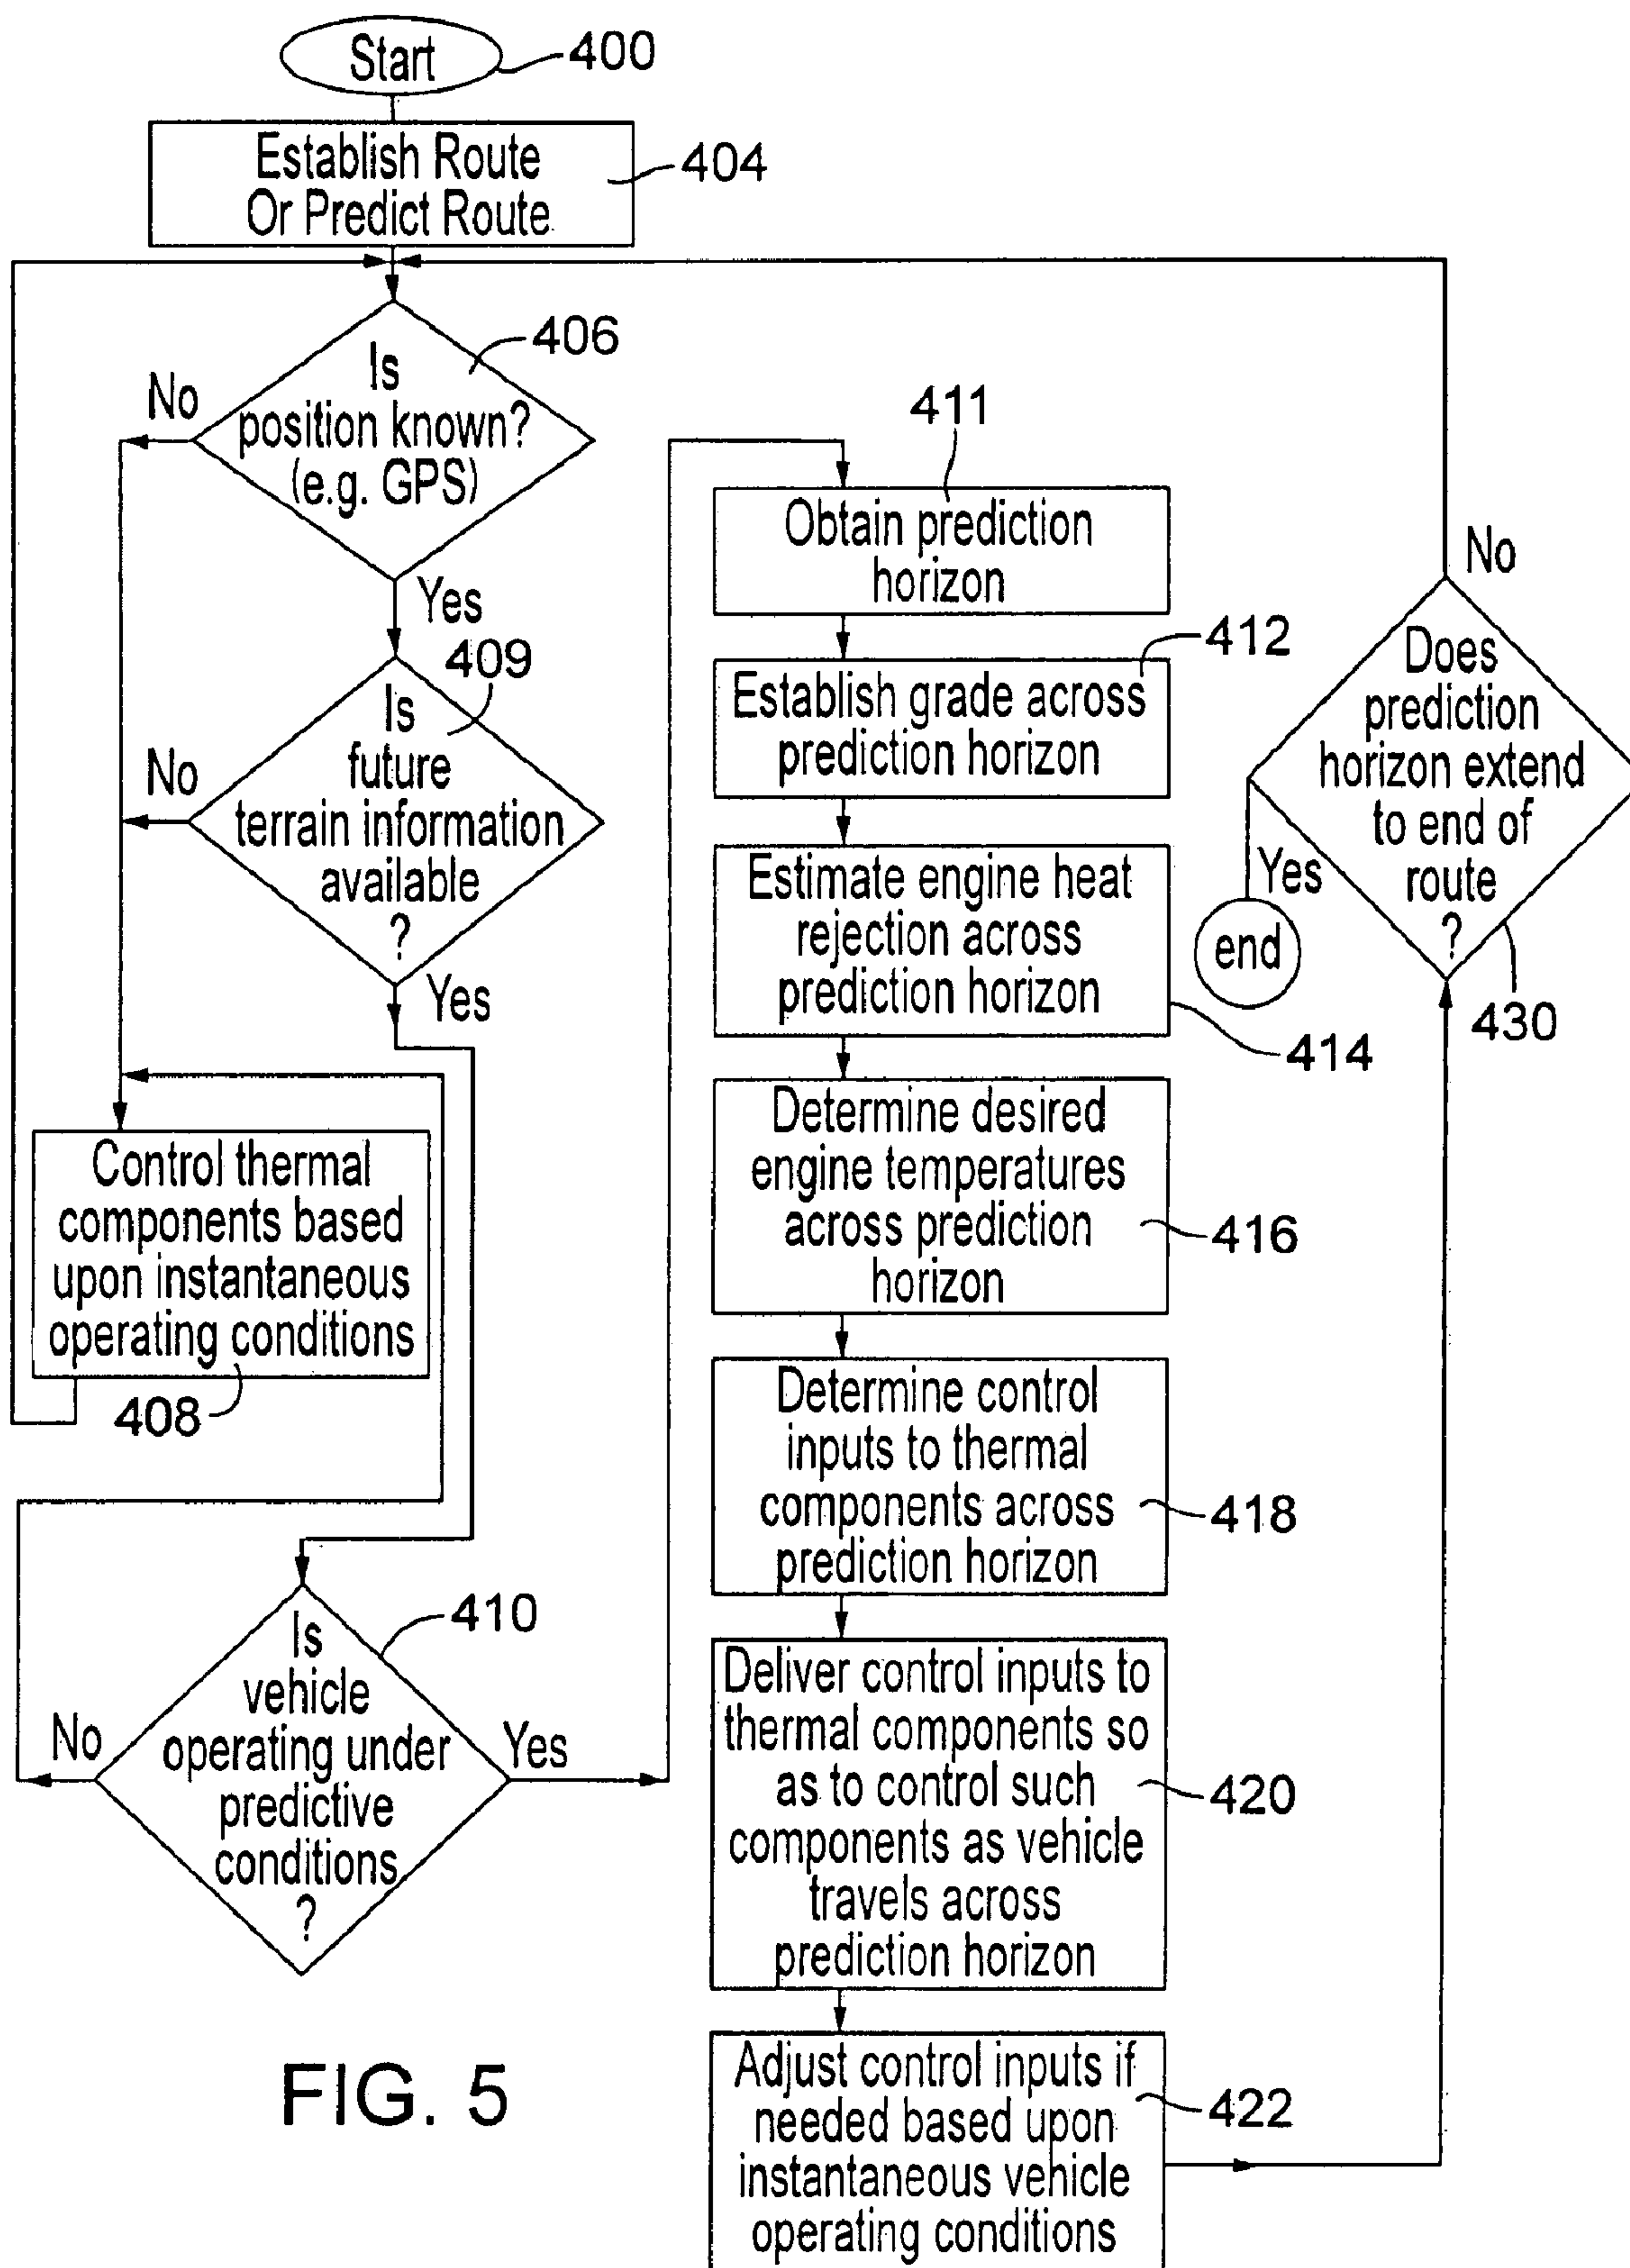 Start
400
Establish Route
Or Predict Route
404
Is
position known?
(e.g. GPS)
406
No
Yes
Is
future
terrain information
available
?
409
No
Yes
Control thermal
components based
upon instantaneous
operating conditions
408
Is
vehicle
operating under
predictive
conditions
?
410
No
Yes
411
Obtain prediction
horizon
Establish grade across
prediction horizon
412
Estimate engine heat
rejection across
prediction horizon
414
Determine desired
engine temperatures
across prediction
horizon
416
Determine control
inputs to thermal
components across
prediction horizon
418
Deliver control inputs to
thermal components so
as to control such
components as vehicle
travels across
prediction horizon
420
Adjust control inputs if
needed based upon
instantaneous vehicle
operating conditions
422
No
Does
prediction
horizon extend
to end of
route
?
430
Yes
end
FIG. 5